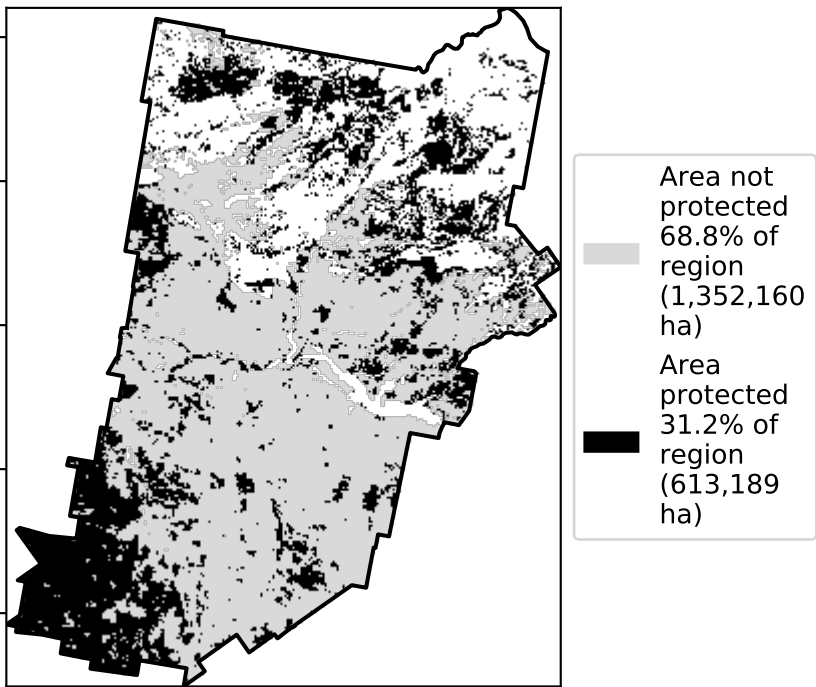 Area not
protected
68.8% of
region
(1,352,160
ha)
Area
protected
31.2% of
region
(613,189
ha)